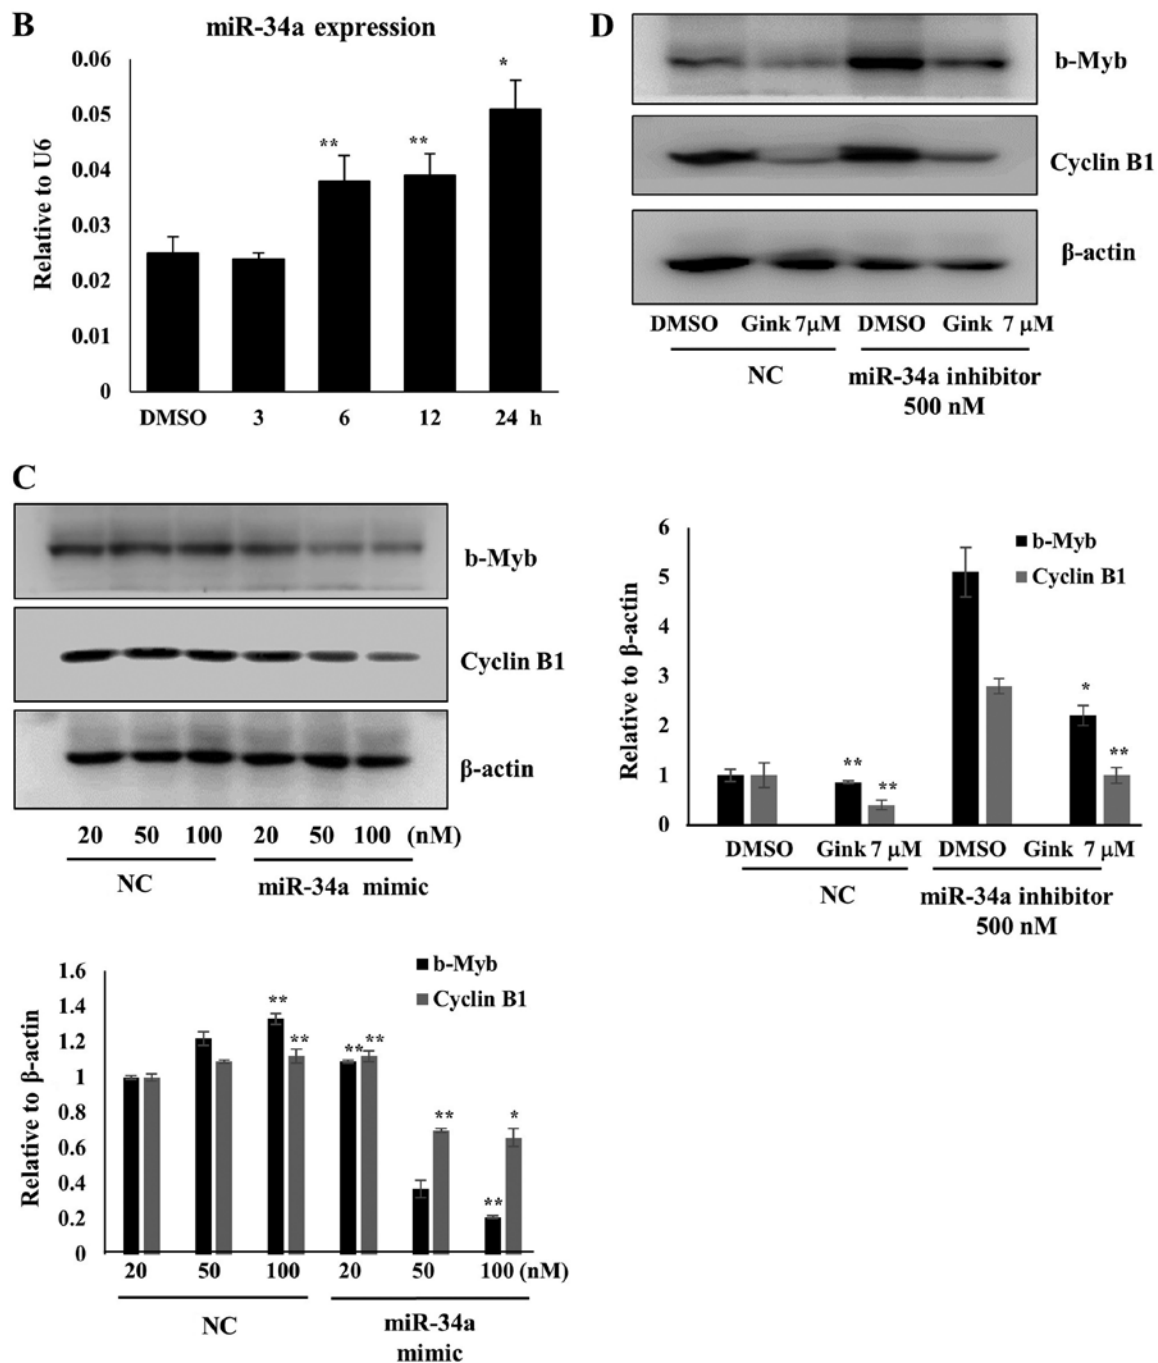 B
miR-34a expression
Relative to U6
0.06
0.05
0.04
0.03
0.02
0.01
0
**
**
*
DMSO 3 6 12 24 h
D
b-Myb
Cyclin B1
β-actin
DMSO Gink 7μM DMSO Gink 7 μM
NC miR-34a inhibitor
500 nM
C
b-Myb
Cyclin B1
β-actin
20 50 100 20 50 100 (nM)
NC miR-34a mimic
Relative to β-actin
6
5
4
3
2
1
0
b-Myb
Cyclin B1
**
**
*
**
DMSO Gink 7 μM DMSO Gink 7 μM
NC miR-34a inhibitor
500 nM
Relative to β-actin
1.6
1.4
1.2
1
0.8
0.6
0.4
0.2
0
b-Myb
Cyclin B1
**
**
**
**
**
**
*
20 50 100 20 50 100 (nM)
NC miR-34a
mimic